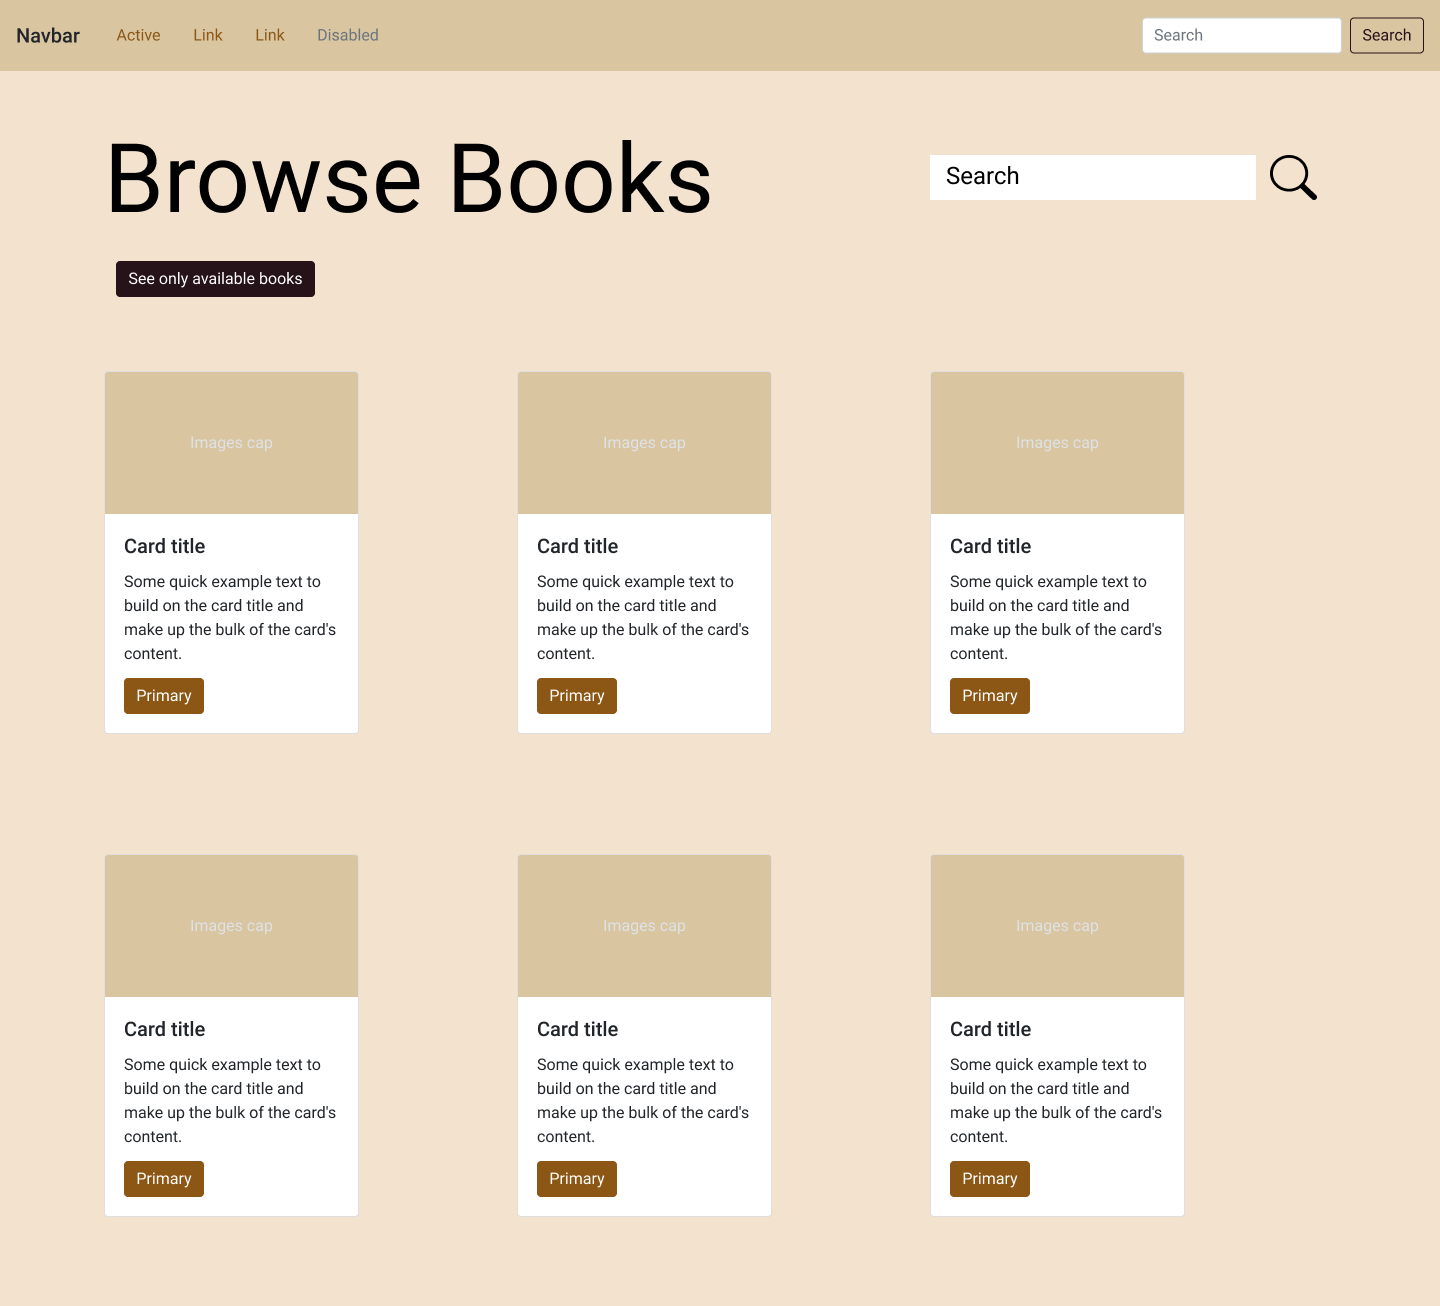 Navbar Active Link Link Disabled Search Search
Browse Books
Search
See only available books
Images cap
Card title
Some quick example text to
build on the card title and
make up the bulk of the card's
content.
Primary
Images cap
Card title
Some quick example text to
build on the card title and
make up the bulk of the card's
content.
Primary
Images cap
Card title
Some quick example text to
build on the card title and
make up the bulk of the card's
content.
Primary
Images cap
Card title
Some quick example text to
build on the card title and
make up the bulk of the card's
content.
Primary
Images cap
Card title
Some quick example text to
build on the card title and
make up the bulk of the card's
content.
Primary
Images cap
Card title
Some quick example text to
build on the card title and
make up the bulk of the card's
content.
Primary